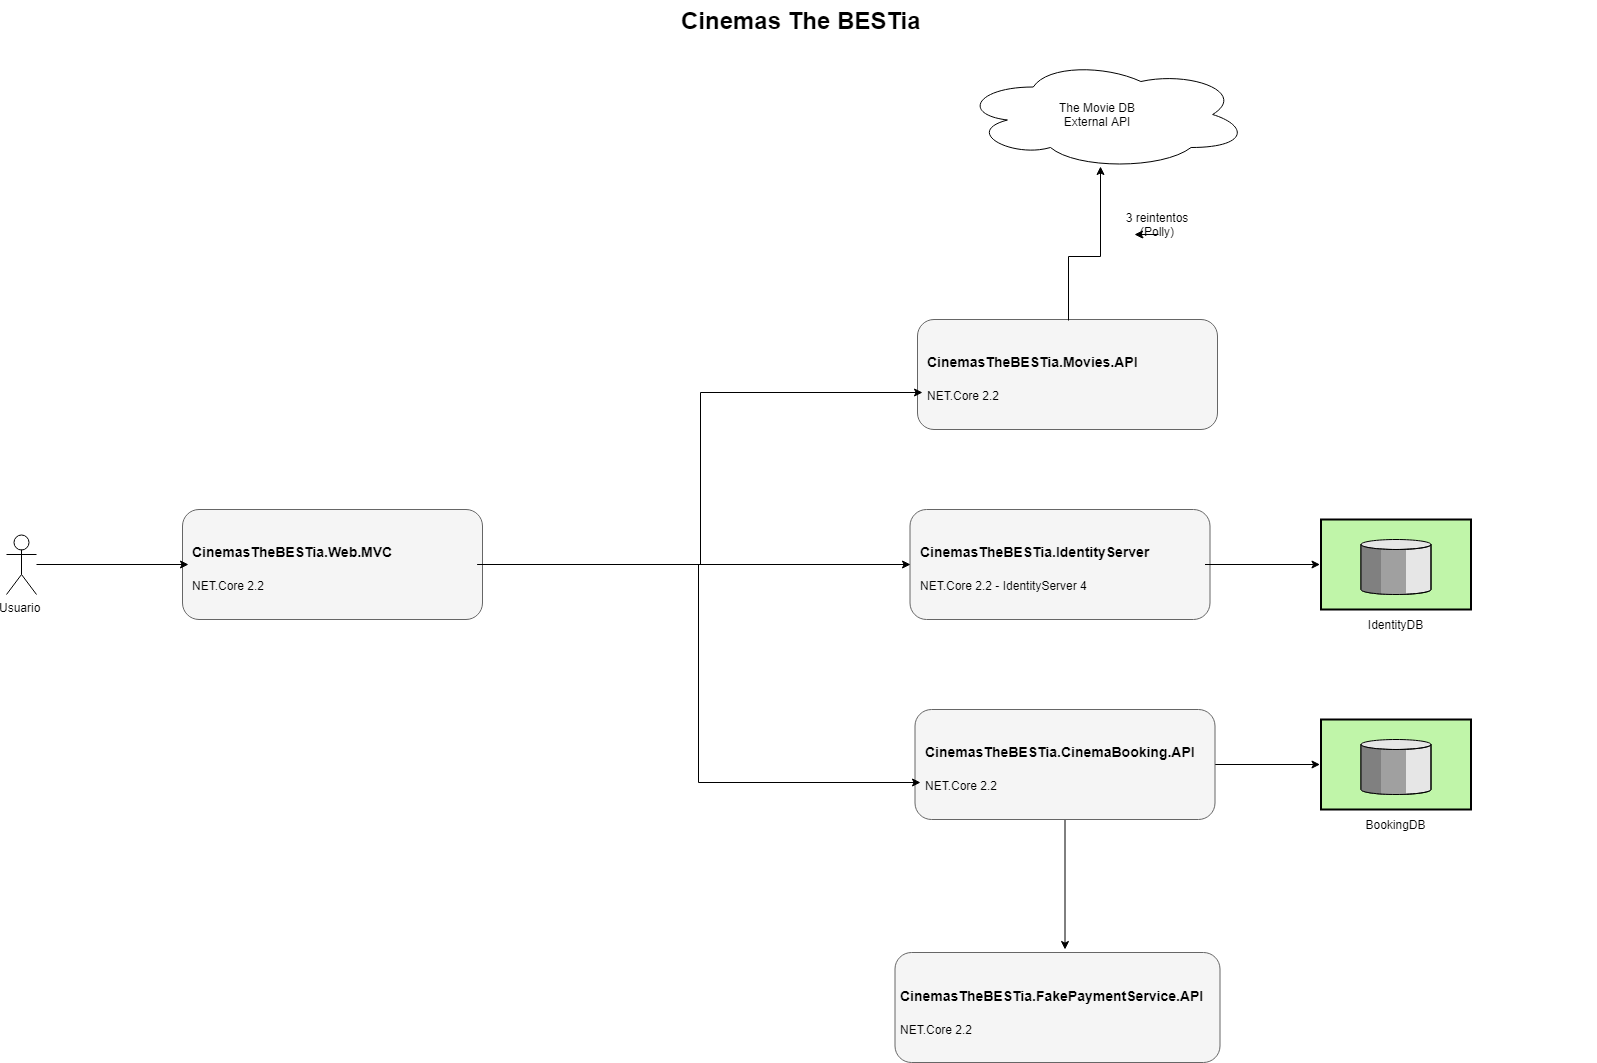 Cinemas The BESTia
The Movie DB
External API
3 reintentos
(Polly)
CinemasTheBESTia.Movies.API
NET.Core 2.2
CinemasTheBESTia.Web.MVC
NET.Core 2.2
Usuario
CinemasTheBESTia.IdentityServer
NET.Core 2.2 - IdentityServer 4
IdentityDB
CinemasTheBESTia.CinemaBooking.API
NET.Core 2.2
BookingDB
CinemasTheBESTia.FakePaymentService.API
NET.Core 2.2